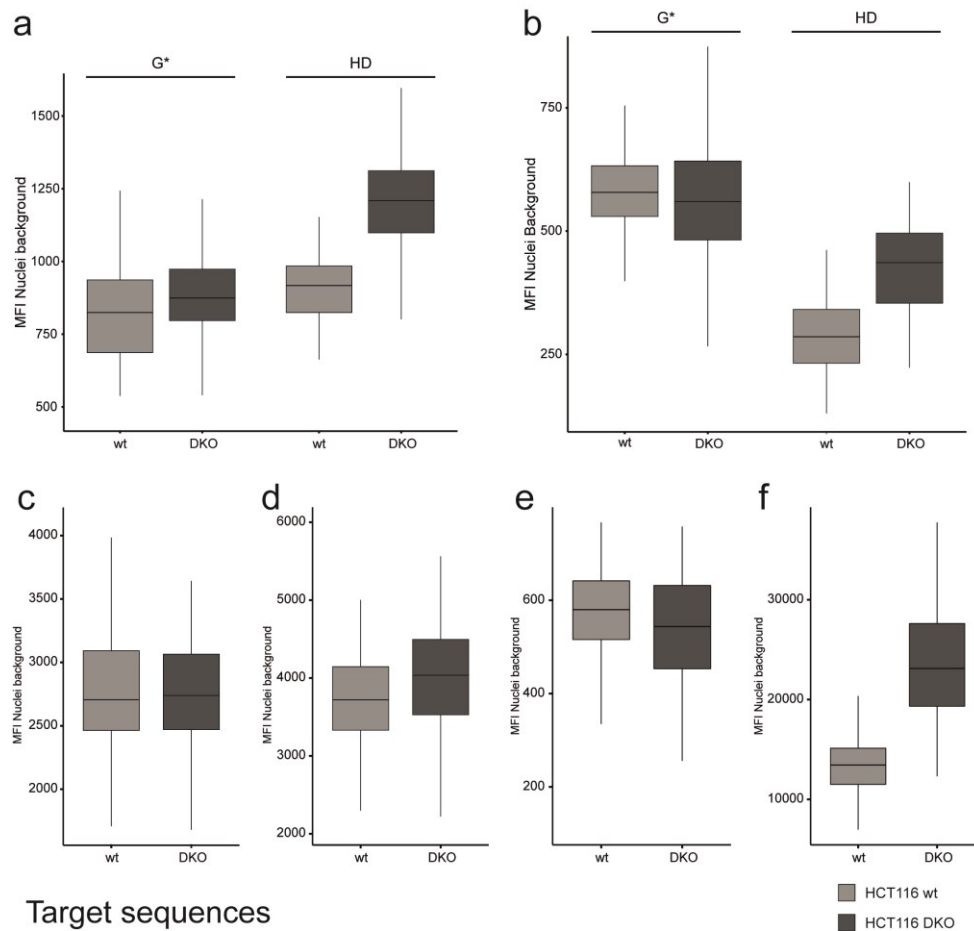 a
G*
HD
MFI Nuclei background
1500
1250
1000
750
500
wt
DKO
wt
DKO
b
G*
HD
MFI Nuclei Background
750
500
250
wt
DKO
wt
DKO
c
MFI Nuclei background
4000
3500
3000
2500
2000
wt
DKO
d
MFI Nuclei background
6000
5000
4000
3000
2000
wt
DKO
e
MFI Nuclei background
600
400
200
wt
DKO
f
MFI Nuclei background
30000
20000
10000
wt
DKO
Target sequences
HCT116 wt
HCT116 DKO